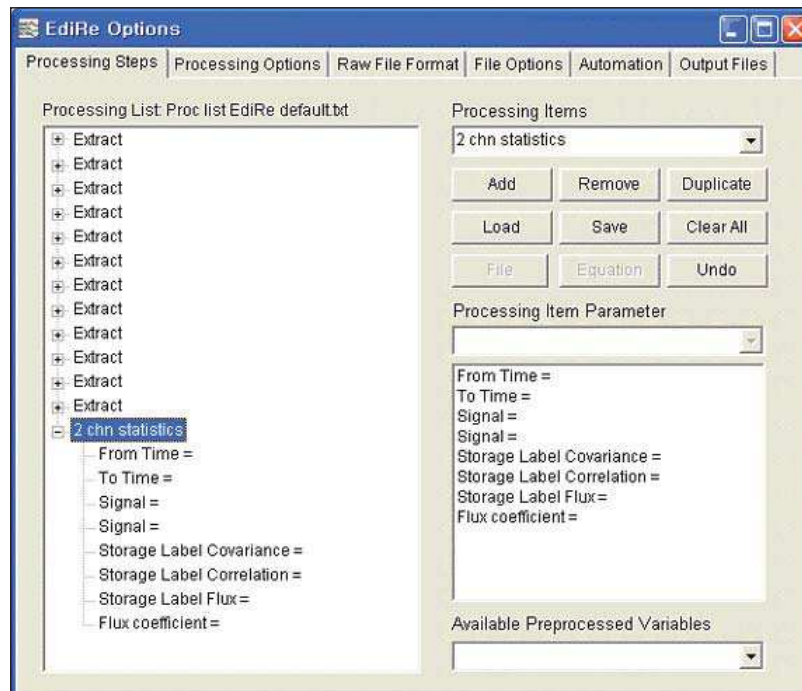 EdiRe Options
Processing Steps
Processing Options
Raw File Format
File Options
Automation
Output Files
Processing List: Proc list EdiRe default.txt
Extract
Extract
Extract
Extract
Extract
Extract
Extract
Extract
Extract
Extract
Extract
Extract
2 chn statistics
From Time =
To Time =
Signal =
Signal =
Storage Label Covariance =
Storage Label Correlation =
Storage Label Flux =
Flux coefficient =
Processing Items
2 chn statistics
Add
Remove
Duplicate
Load
Save
Clear All
File
Equation
Undo
Processing Item Parameter
From Time =
To Time =
Signal =
Signal =
Storage Label Covariance =
Storage Label Correlation =
Storage Label Flux =
Flux coefficient =
Available Preprocessed Variables